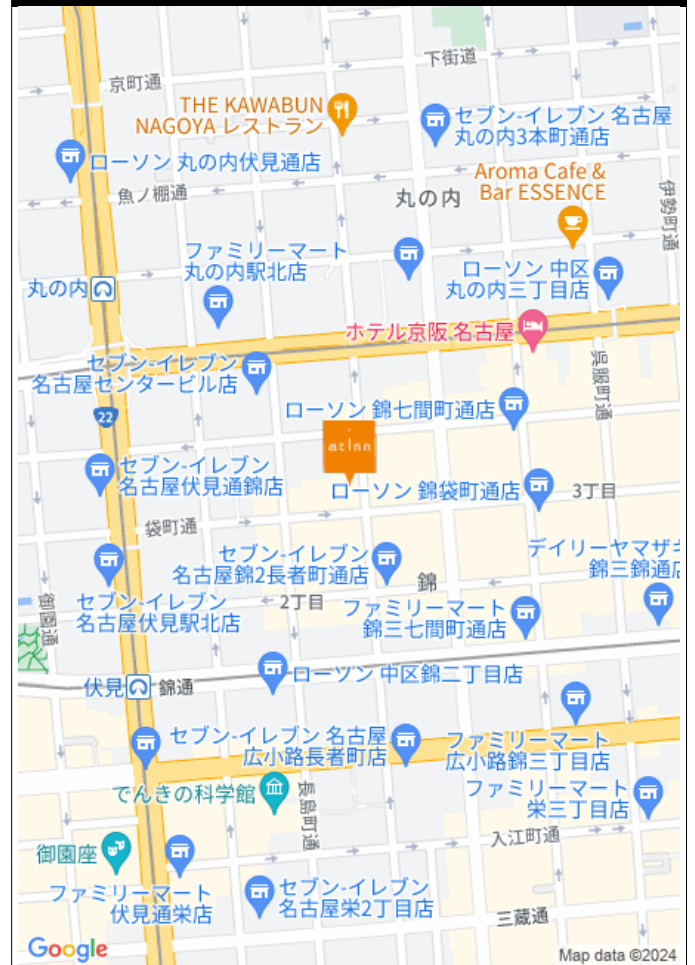 下街道
京町通
THE KAWABUN
NAGOYA レストラン
セブン-イレブン 名古屋
丸の内3本町通店
ローソン 丸の内伏見通店
魚ノ棚通
丸の内
Aroma Cafe &
Bar ESSENCE
伊勢町通
ファミリーマート
丸の内駅北店
ローソン 中区
丸の内三丁目店
丸の内
ホテル京阪 名古屋
セブン-イレブン
名古屋センタービル店
呉服町通
22
ローソン 錦七間町通店
atinn
セブン-イレブン
名古屋伏見通錦店
ローソン 錦袋町通店
3丁目
袋町通
セブン-イレブン
名古屋錦2長者町通店
デイリーヤマザキ
錦三錦通店
錦
御園通
セブン-イレブン
名古屋伏見駅北店
2丁目
ファミリーマート
錦三七間町通店
伏見
錦通
ローソン 中区錦二丁目店
セブン-イレブン 名古屋
広小路長者町店
ファミリーマート
広小路錦三丁目店
でんきの科学館
長島町通
ファミリーマート
栄三丁目店
入江町通
御園座
ファミリーマート
伏見通栄店
セブン-イレブン
名古屋栄2丁目店
三蔵通
Google
Map data ©2024